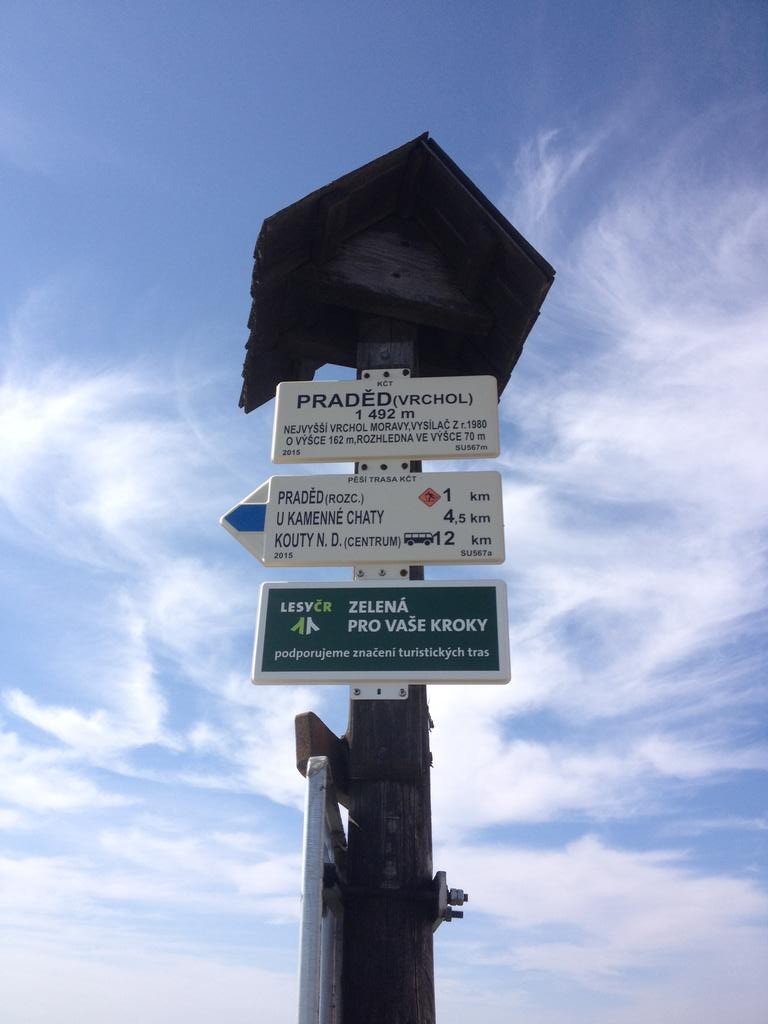 KČT
PRADĚD (VRCHOL)
1 492 m
NEJVYŠŠÍ VRCHOL MORAVY, VYSÍLAČ Z r. 1980
O VÝŠCE 162 m, ROZHLEDNA VE VÝŠCE 70 m
2015 SU567m
PĚŠÍ TRASA KČT
PRADĚD (ROZC.) 1 km
U KAMENNÉ CHATY 4,5 km
KOUTY N. D. (CENTRUM) 12 km
2015 SU567a
LESY ČR
ZELENÁ
PRO VAŠE KROKY
podporujeme značení turistických tras